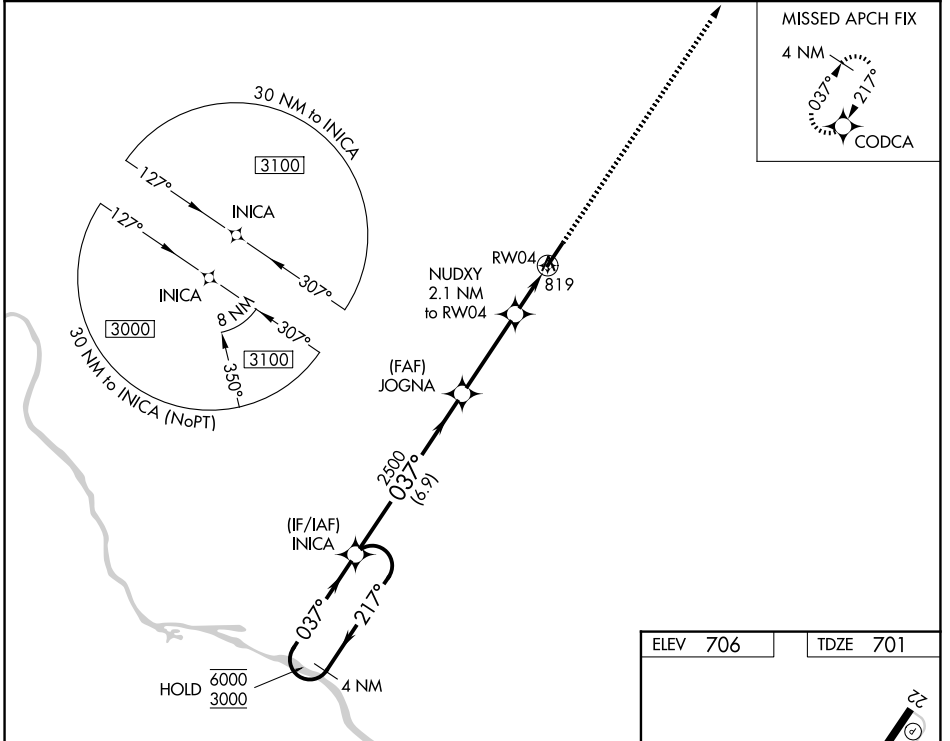 MISSED APCH FIX
4 NM
037°
217°
CODCA
30 NM to INICA
3100
127°
INICA
307°
127°
INICA
8 NM
307°
3000
3100
350°
30 NM to INICA (NoPT)
RW04
819
NUDXY
2.1 NM
to RW04
(FAF)
JOGNA
2500
037°
(6.9)
(IF/IAF)
INICA
037°
217°
HOLD
6000
3000
4 NM
ELEV 706
TDZE 701
22
P